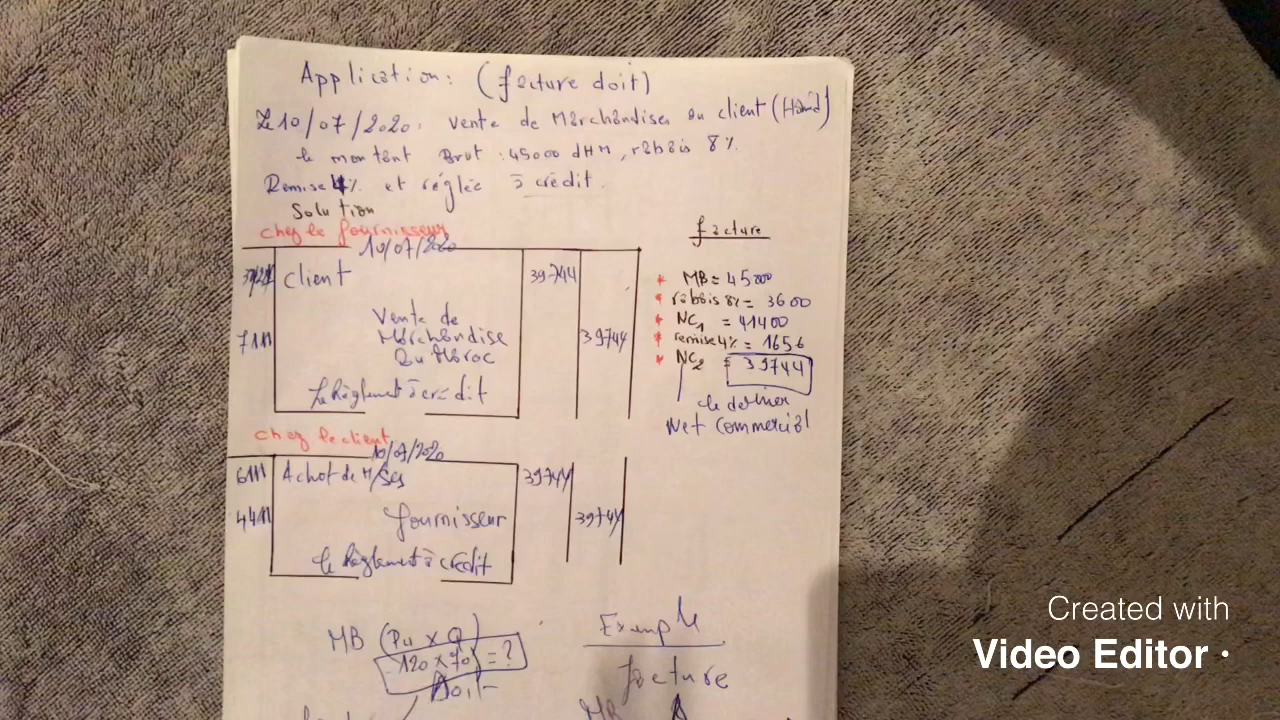 Application: (facture doit)
Le 10/07/2020: Vente de Marchandises au client (Hamid)
le montant Brut : 45000 dHM, rabais 8%.
Remise 4% et réglée à crédit.
Solution
chez le fournisseur
10/07/2020
Client 39744
7111 Vente de 39744
Marchandise
Au Maroc
Le Règlement à crédit
facture
* MB = 45000
* rabais 8% = 3600
* NC1 = 41400
* remise 4% = 1656
* NC2 = 39744
le dernier
Net commercial
chez le client
10/07/2020
6111 Achat de M/ses 39744
4411 fournisseur 39744
le Règlement à crédit
MB (Pu x Q)
(120 x 70) = ?
Doit
Example
facture
MB
Created with
Video Editor